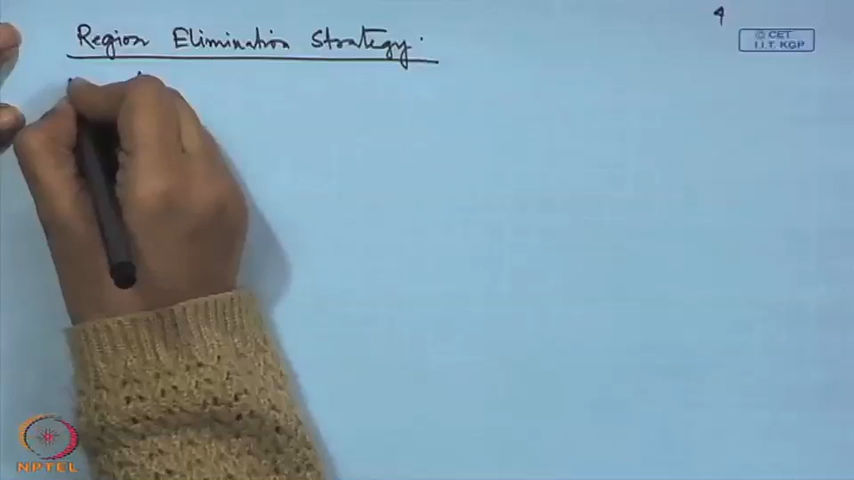 Region Elimination Strategy.
4
© CET
I.I.T. KGP
NPTEL